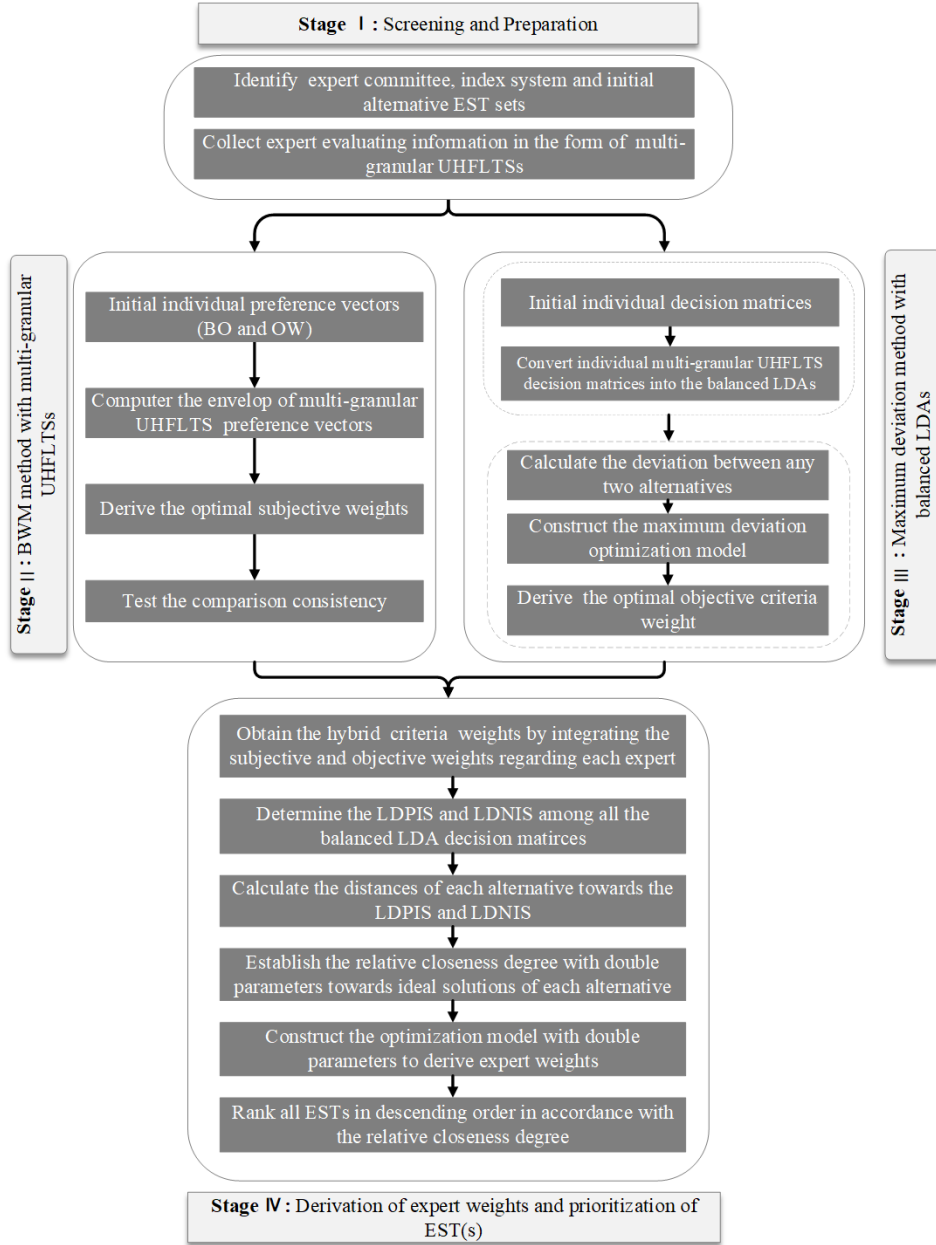 Stage Ⅰ : Screening and Preparation
Identify expert committee, index system and initial
alternative EST sets
Collect expert evaluating information in the form of multi-
granular UHFLTSs
Stage Ⅱ : BWM method with multi-granular
UHFLTSs
Initial individual preference vectors
(BO and OW)
Computer the envelop of multi-granular
UHFLTS preference vectors
Derive the optimal subjective weights
Test the comparison consistency
Initial individual decision matrices
Convert individual multi-granular UHFLTS
decision matrices into the balanced LDAs
Calculate the deviation between any
two alternatives
Construct the maximum deviation
optimization model
Derive the optimal objective criteria
weight
Stage Ⅲ : Maximum deviation method with
balanced LDAs
Obtain the hybrid criteria weights by integrating the
subjective and objective weights regarding each expert
Determine the LDPIS and LDNIS among all the
balanced LDA decision matirces
Calculate the distances of each alternative towards the
LDPIS and LDNIS
Establish the relative closeness degree with double
parameters towards ideal solutions of each alternative
Construct the optimization model with double
parameters to derive expert weights
Rank all ESTs in descending order in accordance with
the relative closeness degree
Stage Ⅳ : Derivation of expert weights and prioritization of
EST(s)